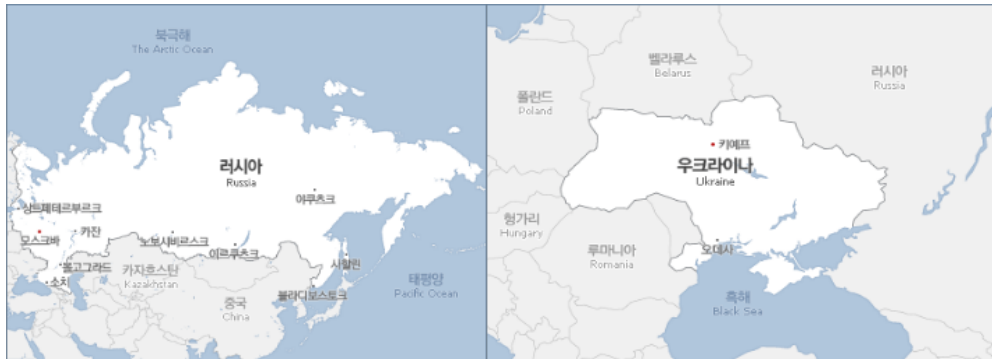 북극해
The Arctic Ocean
러시아
Russia
야쿠츠크
상트페테르부르크
모스크바
카잔
노보시비르스크
이르쿠츠크
볼고그라드
카자흐스탄
Kazakhstan
사할린
소치
태평양
Pacific Ocean
블라디보스토크
중국
China
벨라루스
Belarus
러시아
Russia
폴란드
Poland
키예프
우크라이나
Ukraine
헝가리
Hungary
루마니아
Romania
오데사
흑해
Black Sea